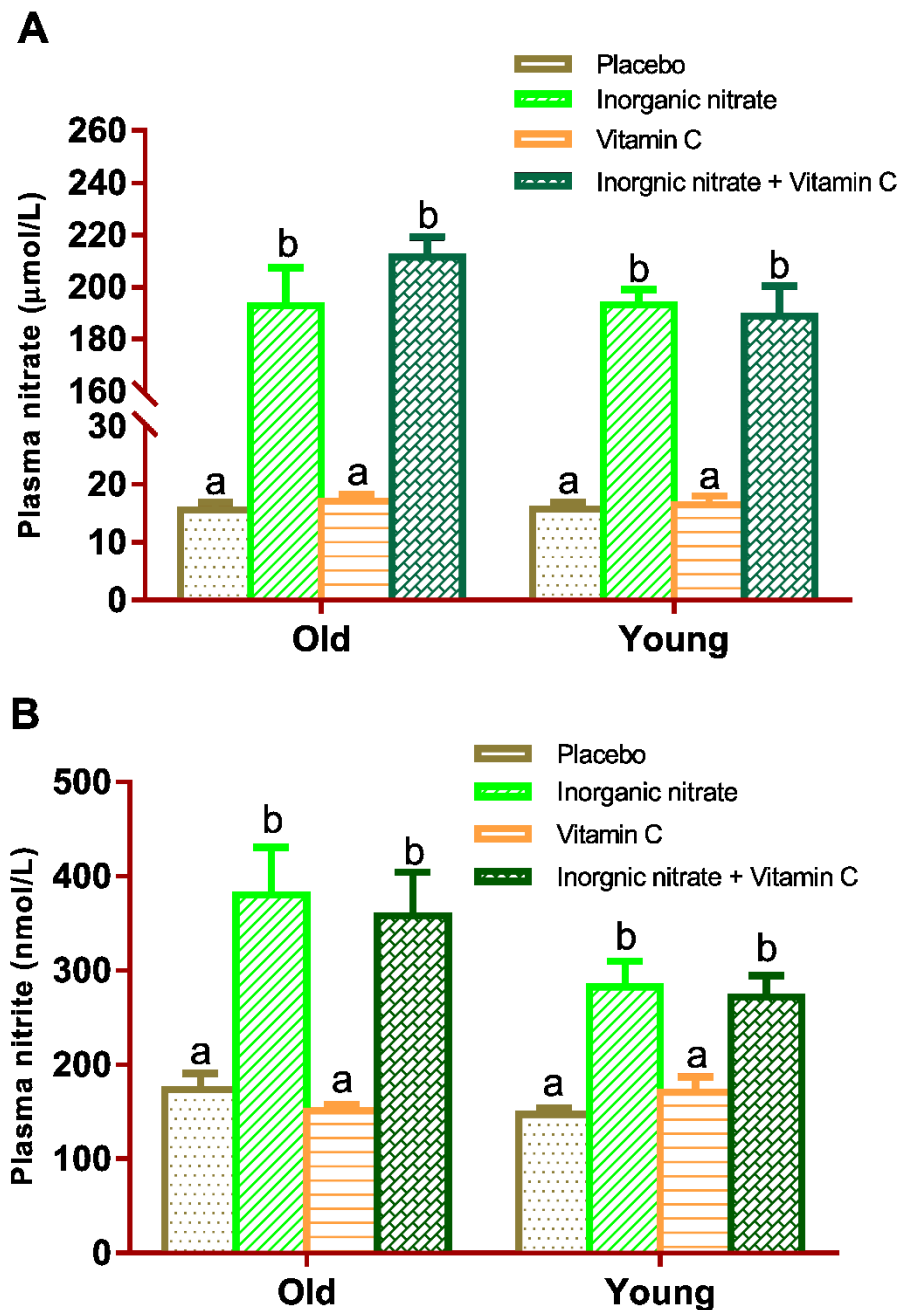 A
Placebo
Inorganic nitrate
Vitamin C
Inorgnic nitrate + Vitamin C
Plasma nitrate (µmol/L)
260
240
220
200
180
160
30
20
10
0
a
b
a
b
a
b
a
b
Old
Young
B
Placebo
Inorganic nitrate
Vitamin C
Inorgnic nitrate + Vitamin C
Plasma nitrite (nmol/L)
500
400
300
200
100
0
a
b
a
b
a
b
a
b
Old
Young